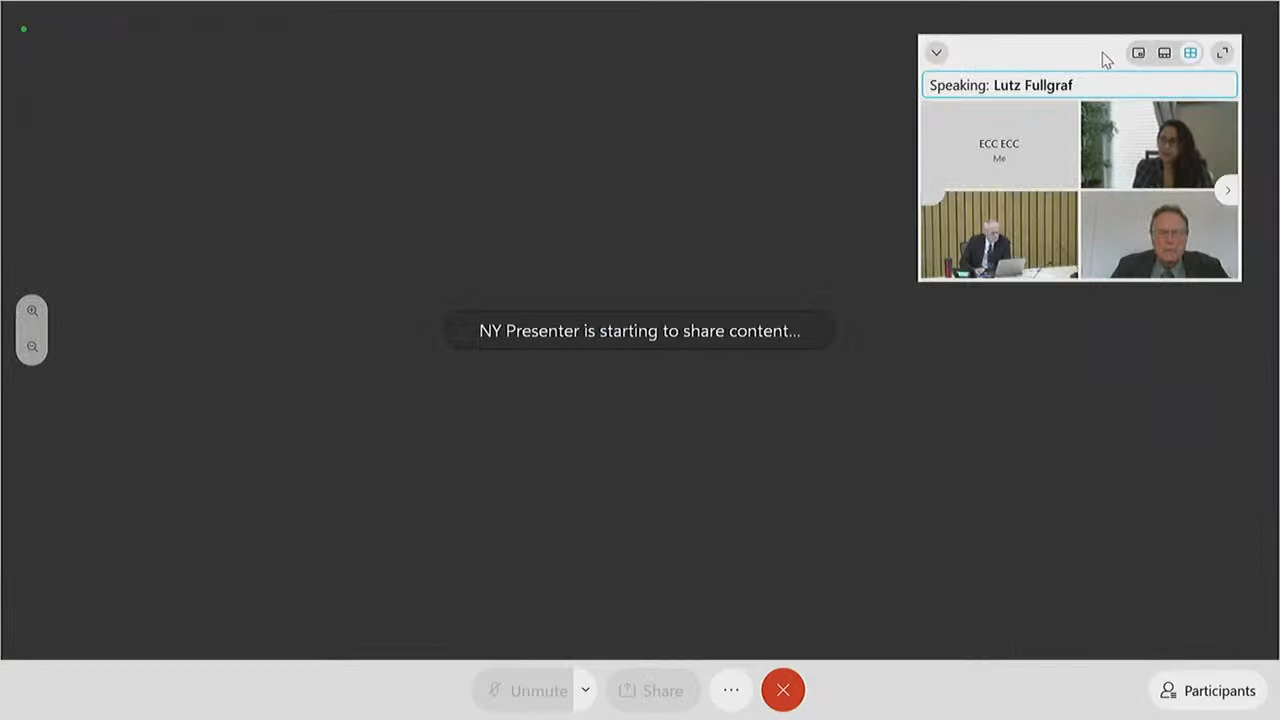 Speaking: Lutz Fullgraf
ECC ECC
Me
NY Presenter is starting to share content...
Unmute
Share
Participants